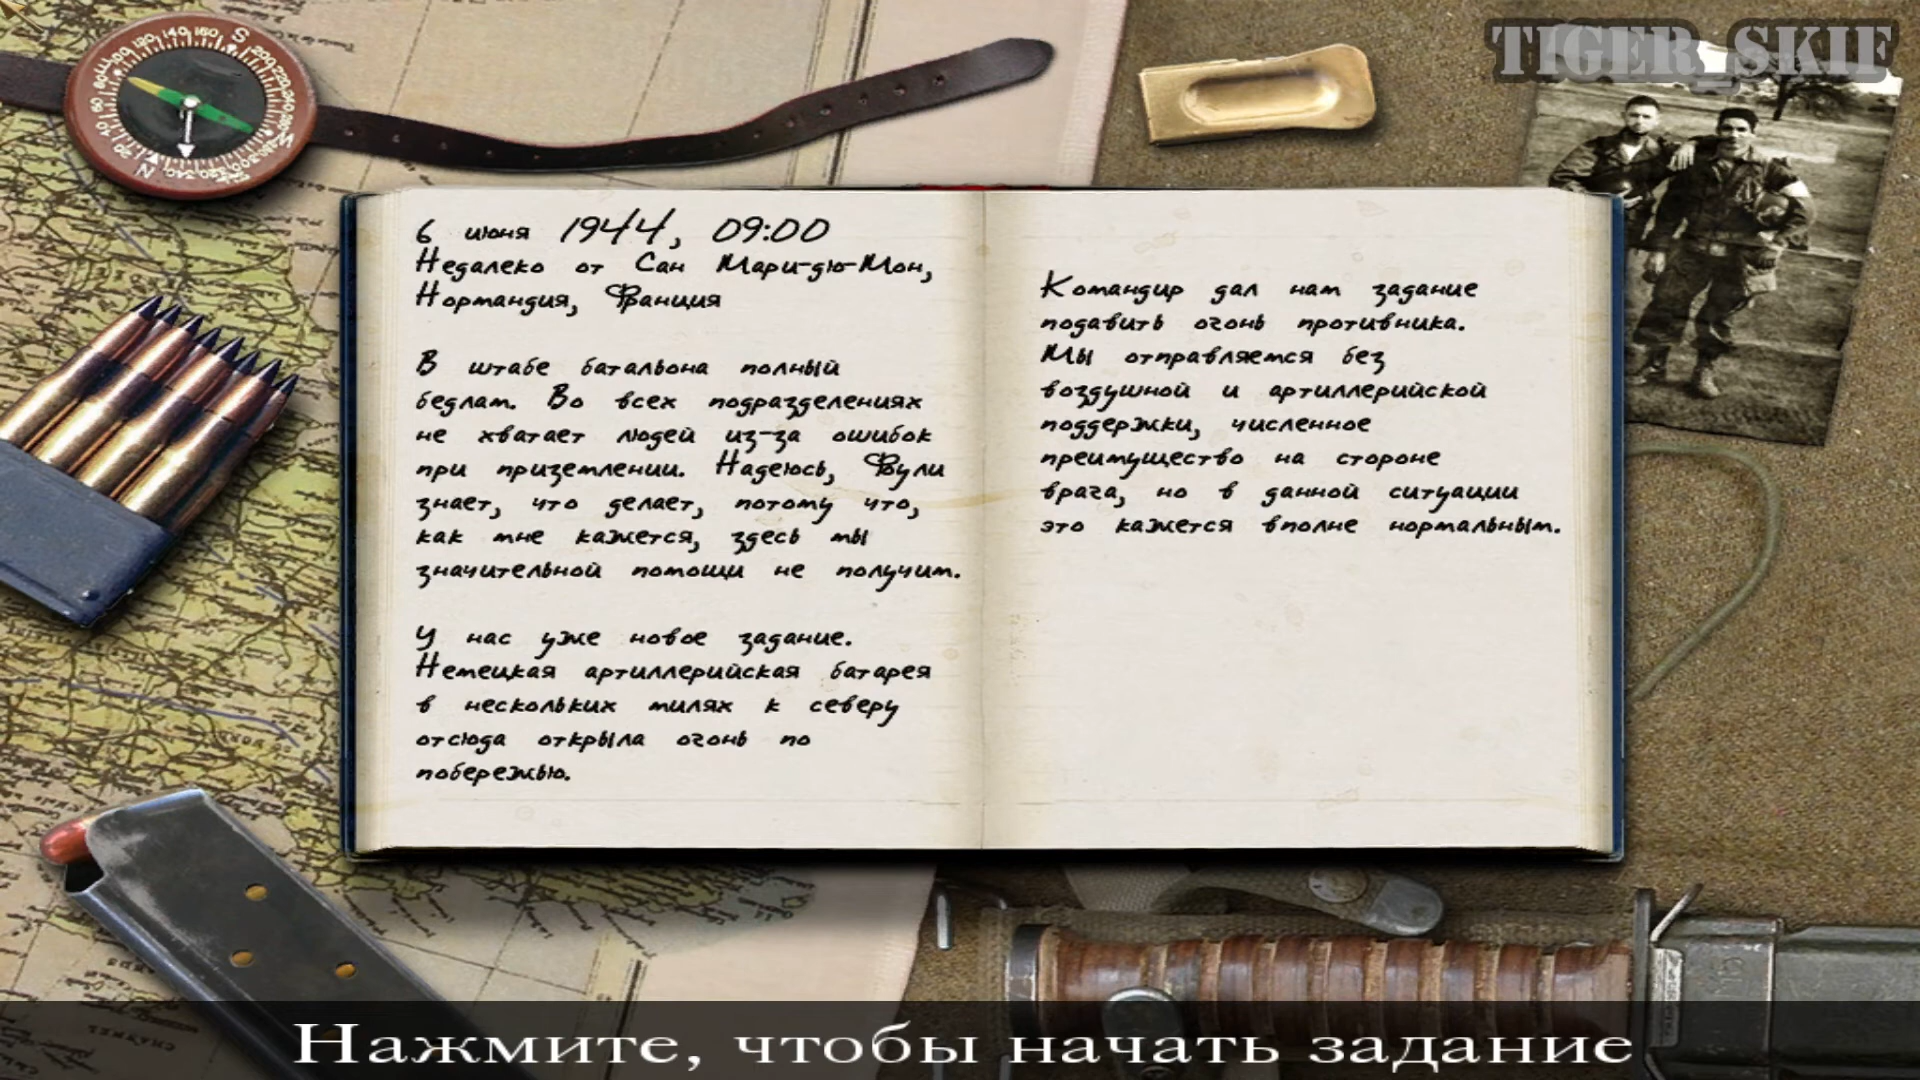 TIGER_SKIF
6 июня 1944, 09:00
Недалеко от Сан Мари-дю-Мон,
Нормандия, Франция
В штабе батальона полный
бедлам. Во всех подразделениях
не хватает людей из-за ошибок
при приземлении. Надеюсь, Фули
знает, что делает, потому что,
как мне кажется, здесь мы
значительной помощи не получим.
У нас уже новое задание.
Немецкая артиллерийская батарея
в нескольких милях к северу
отсюда открыла огонь по
побережью.
Командир дал нам задание
подавить огонь противника.
Мы отправляемся без
воздушной и артиллерийской
поддержки, численное
преимущество на стороне
врага, но в данной ситуации
это кажется вполне нормальным.
Нажмите, чтобы начать задание